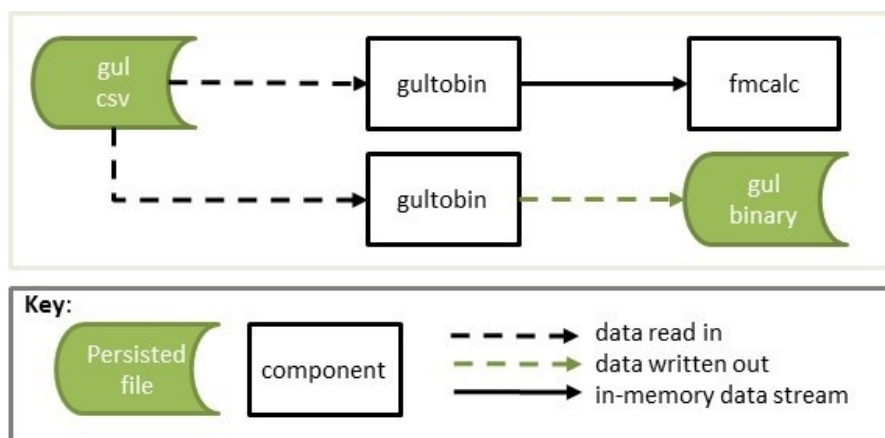 gul
csv
gultobin
fmcalc
gultobin
gul
binary
Key:
Persisted
file
component
data read in
data written out
in-memory data stream